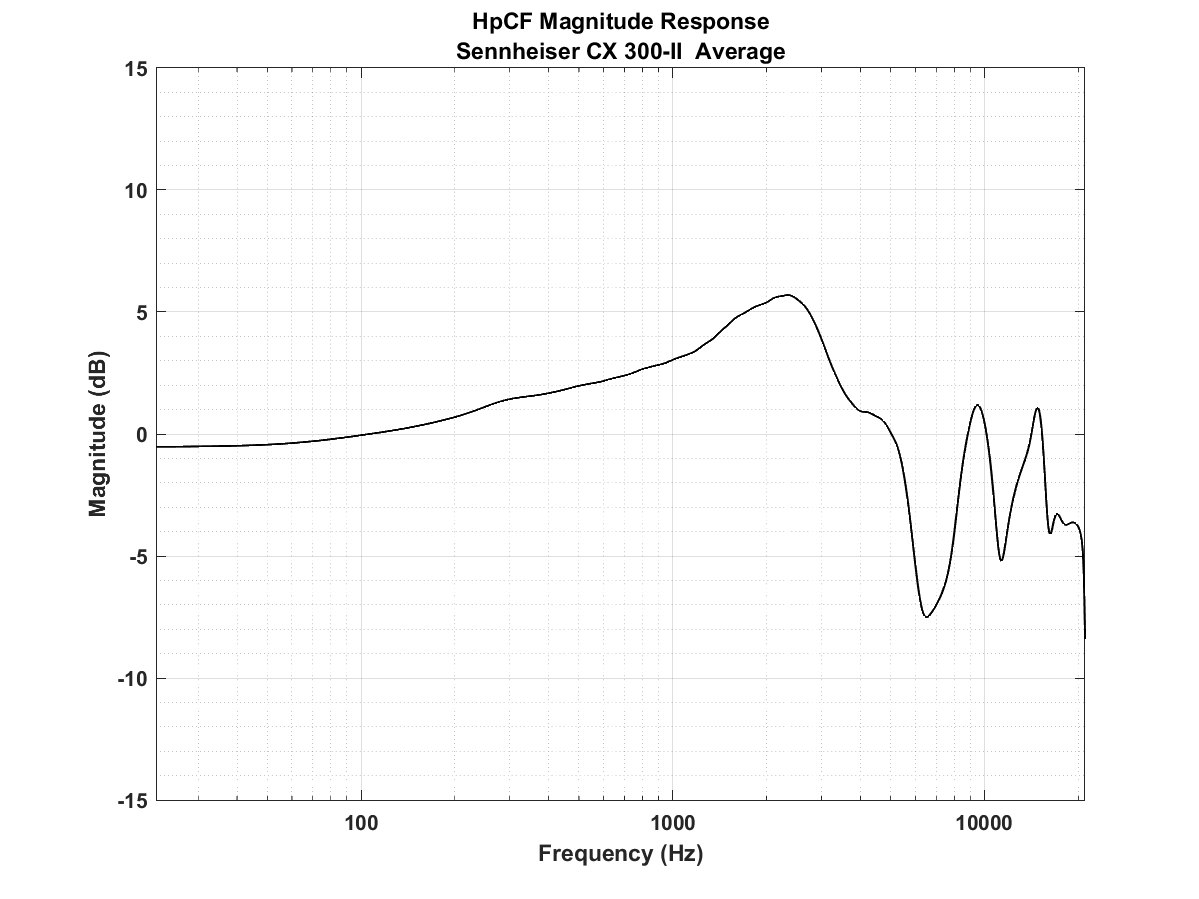 HpCF Magnitude Response
Sennheiser CX 300-II  Average
15
10
5
0
-5
-10
-15
Magnitude (dB)
100
1000
10000
Frequency (Hz)